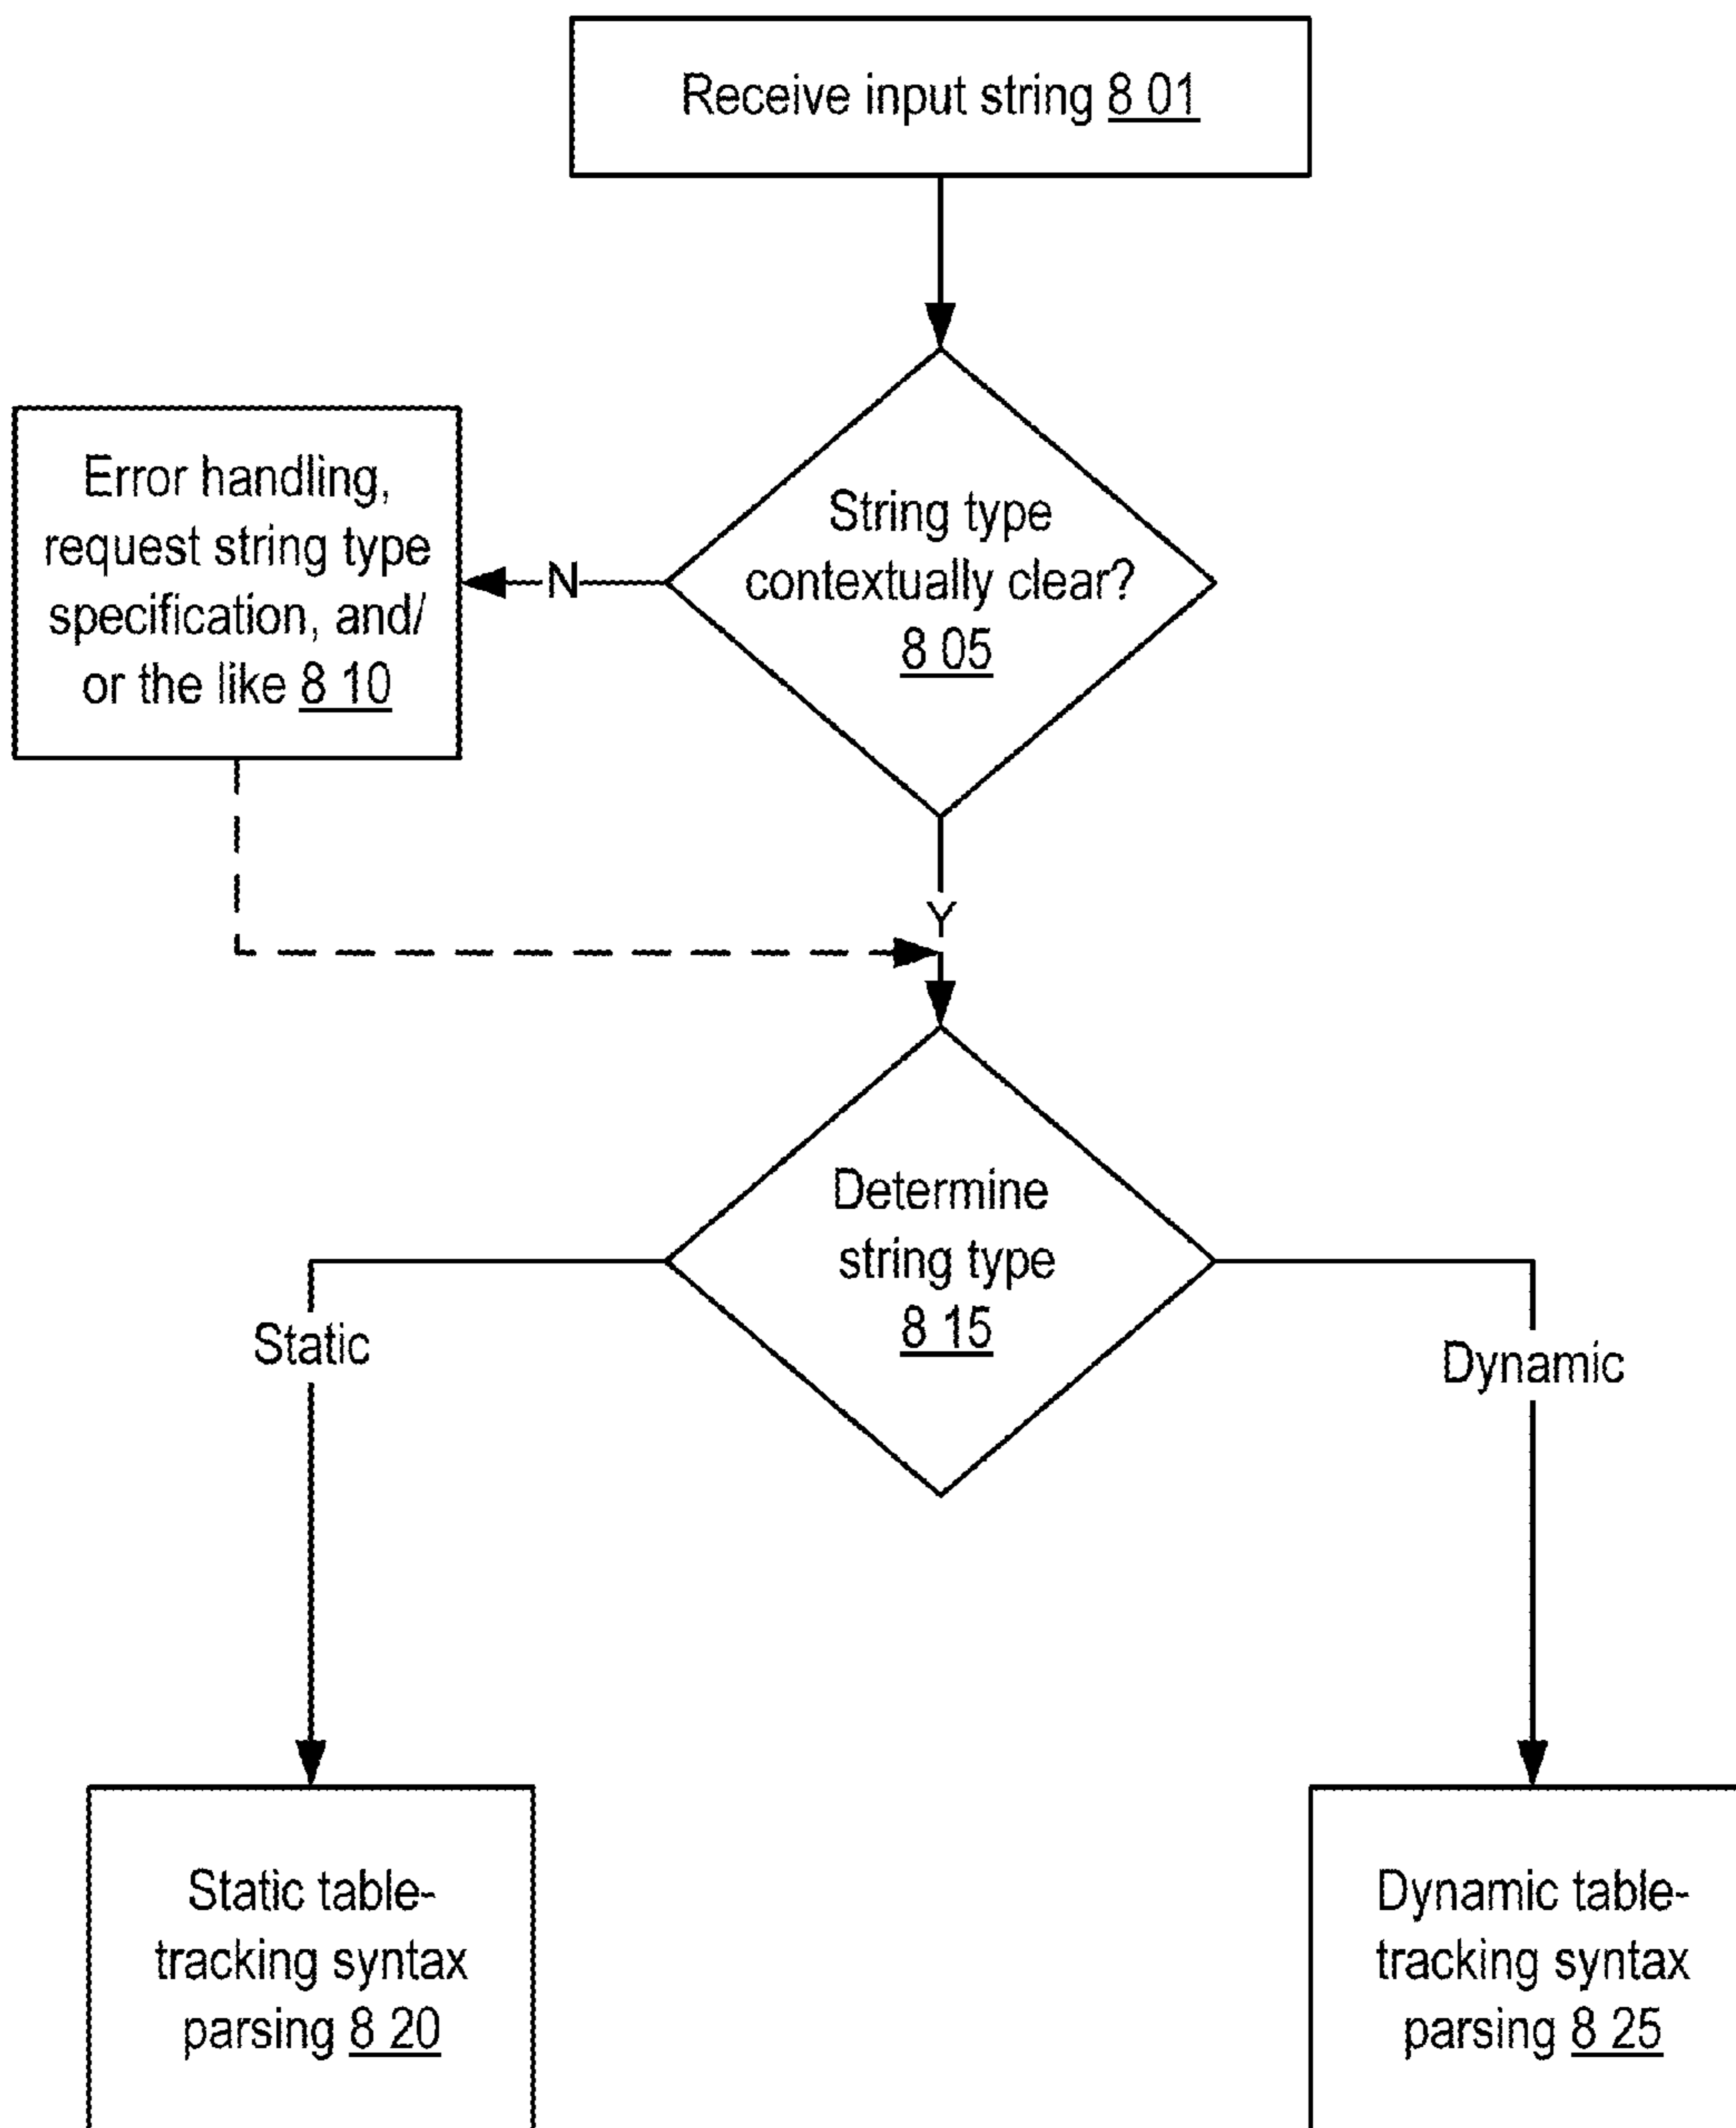 Receive input string 8 01
String type
contextually clear?
8 05
N
Error handling,
request string type
specification, and/
or the like 8 10
Y
Determine
string type
8 15
Static
Dynamic
Static table-
tracking syntax
parsing 8 20
Dynamic table-
tracking syntax
parsing 8 25